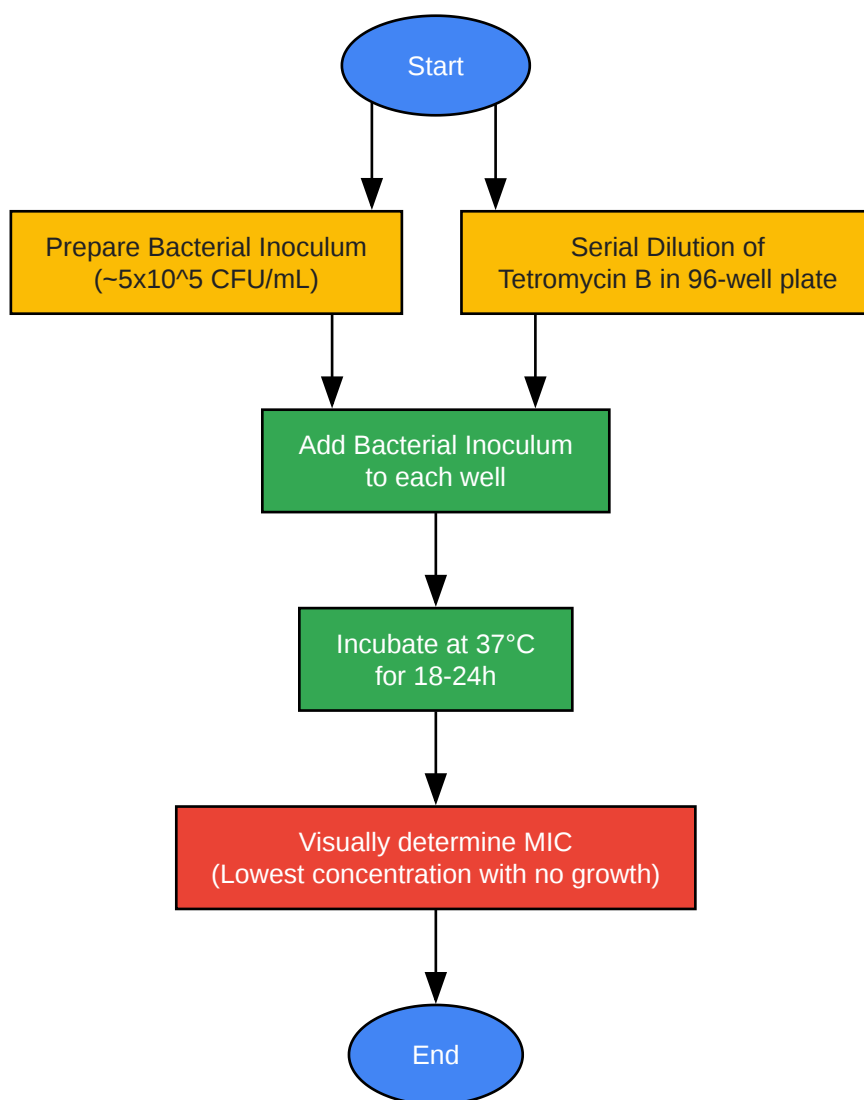 Start
Prepare Bacterial Inoculum
(~5x10^5 CFU/mL)
Serial Dilution of
Tetromycin B in 96-well plate
Add Bacterial Inoculum
to each well
Incubate at 37°C
for 18-24h
Visually determine MIC
(Lowest concentration with no growth)
End